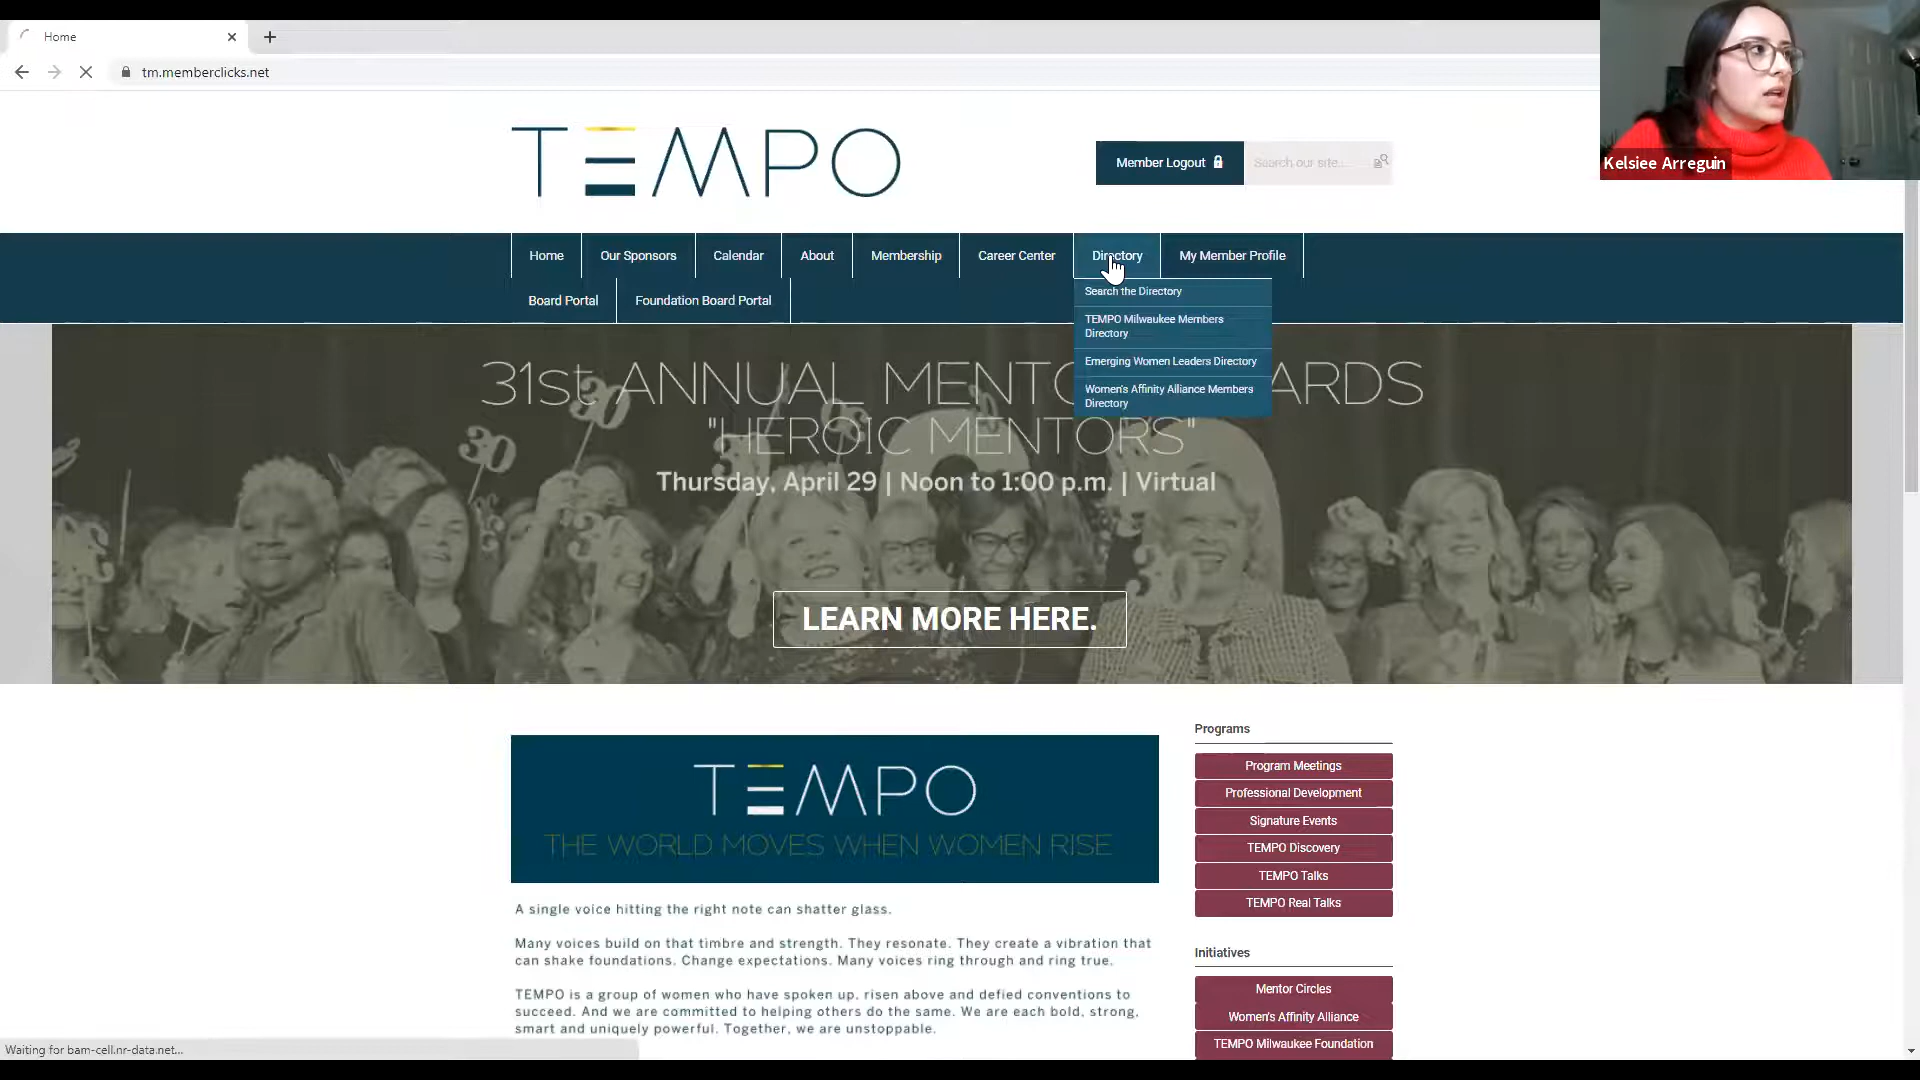 Home
tm.memberclicks.net
Kelsiee Arreguin
TEMPO
Member Logout
Search our site...
Home
Our Sponsors
Calendar
About
Membership
Career Center
Directory
My Member Profile
Board Portal
Foundation Board Portal
Search the Directory
TEMPO Milwaukee Members
Directory
Emerging Women Leaders Directory
Women's Affinity Alliance Members
Directory
31st ANNUAL MENTO ARDS
"HEROIC MENTORS"
Thursday, April 29 | Noon to 1:00 p.m. | Virtual
30
30
LEARN MORE HERE.
TEMPO
THE WORLD MOVES WHEN WOMEN RISE
A single voice hitting the right note can shatter glass.
Many voices build on that timbre and strength. They resonate. They create a vibration that
can shake foundations. Change expectations. Many voices ring through and ring true.
TEMPO is a group of women who have spoken up, risen above and defied conventions to
succeed. And we are committed to helping others do the same. We are each bold, strong,
smart and uniquely powerful. Together, we are unstoppable.
Programs
Program Meetings
Professional Development
Signature Events
TEMPO Discovery
TEMPO Talks
TEMPO Real Talks
Initiatives
Mentor Circles
Women's Affinity Alliance
TEMPO Milwaukee Foundation
Waiting for bam-cell.nr-data.net...